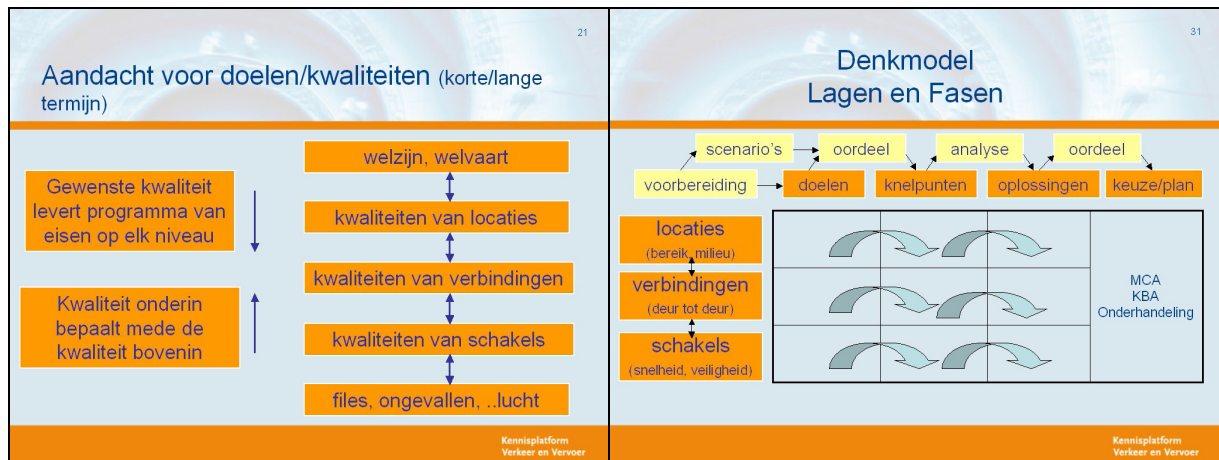 21
Aandacht voor doelen/kwaliteiten (korte/lange
termijn)
Gewenste kwaliteit
levert programma van
eisen op elk niveau
Kwaliteit onderin
bepaalt mede de
kwaliteit bovenin
welzijn, welvaart
kwaliteiten van locaties
kwaliteiten van verbindingen
kwaliteiten van schakels
files, ongevallen, ..lucht
Kennisplatform
Verkeer en Vervoer
31
Denkmodel
Lagen en Fasen
scenario's
oordeel
analyse
oordeel
voorbereiding
doelen
knelpunten
oplossingen
keuze/plan
locaties
(bereik, milieu)
verbindingen
(deur tot deur)
schakels
(snelheid, veiligheid)
MCA
KBA
Onderhandeling
Kennisplatform
Verkeer en Vervoer